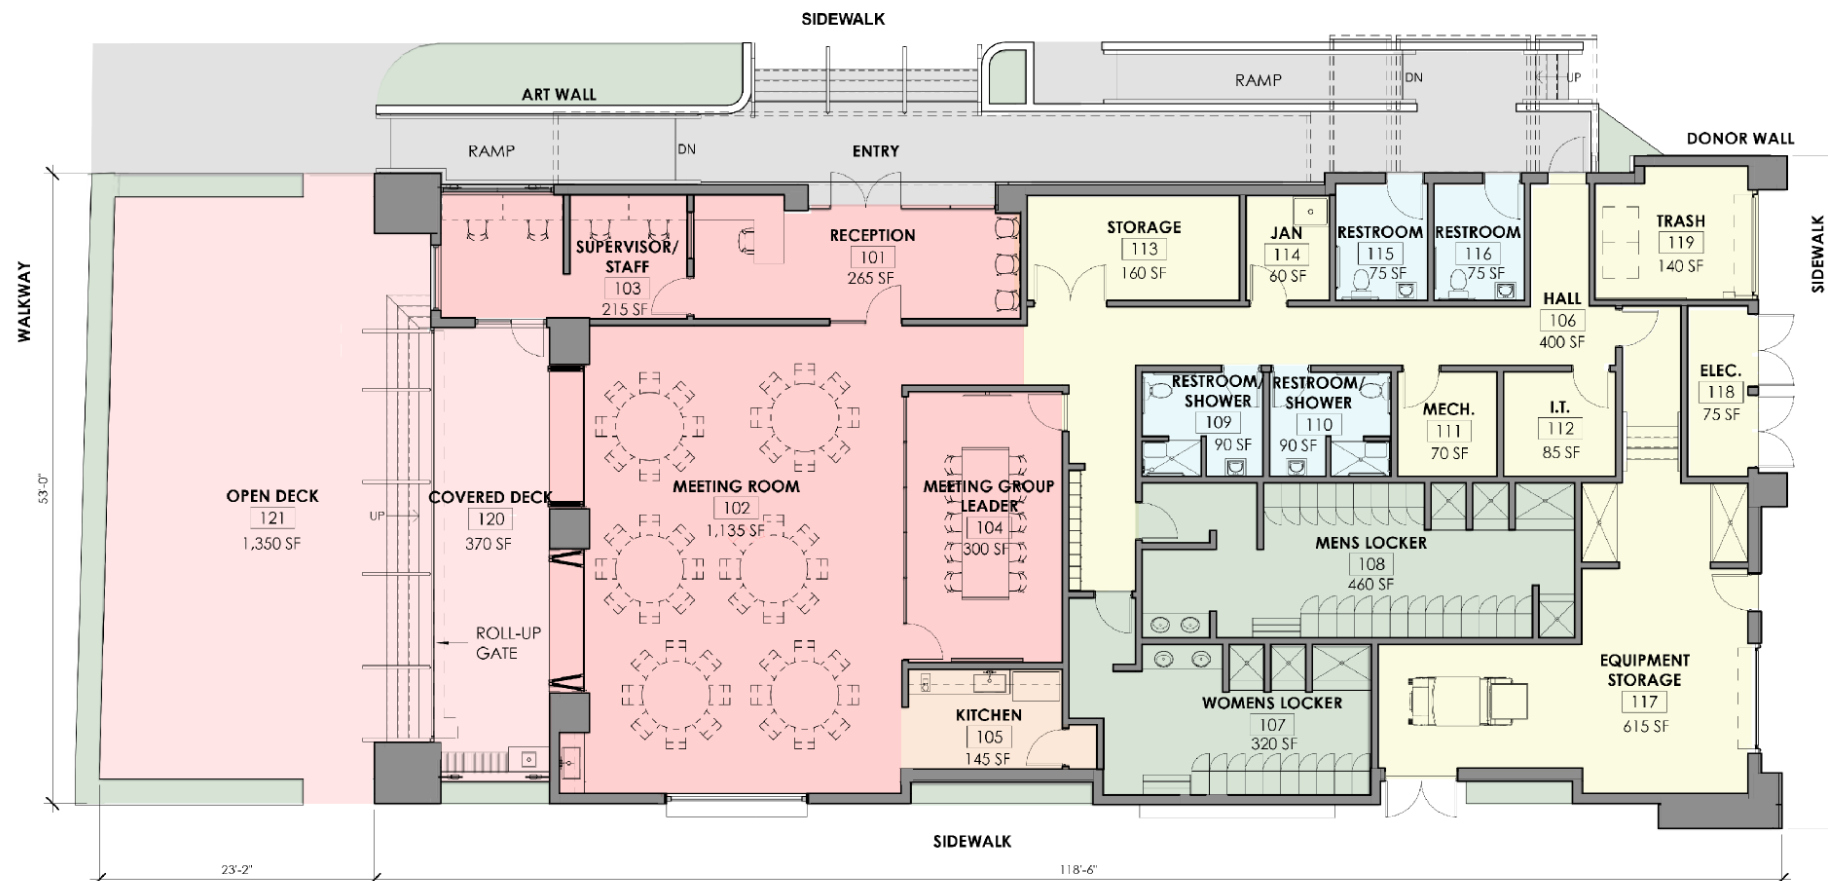 SIDEWALK
RAMP
DN
UP
ART WALL
DONOR WALL
RAMP
DN
ENTRY
SIDEWALK
WALKWAY
SUPERVISOR/
STAFF
103
215 SF
RECEPTION
101
265 SF
STORAGE
113
160 SF
JAN
114
60 SF
RESTROOM
115
75 SF
RESTROOM
116
75 SF
TRASH
119
140 SF
HALL
106
400 SF
ELEC.
118
75 SF
RESTROOM/
SHOWER
109
90 SF
RESTROOM/
SHOWER
110
90 SF
MECH.
111
70 SF
I.T.
112
85 SF
53'-0"
OPEN DECK
121
1,350 SF
UP
COVERED DECK
120
370 SF
MEETING ROOM
102
1,135 SF
MEETING GROUP
LEADER
104
300 SF
MENS LOCKER
108
460 SF
ROLL-UP
GATE
KITCHEN
105
145 SF
WOMENS LOCKER
107
320 SF
EQUIPMENT
STORAGE
117
615 SF
SIDEWALK
23'-2"
118'-6"